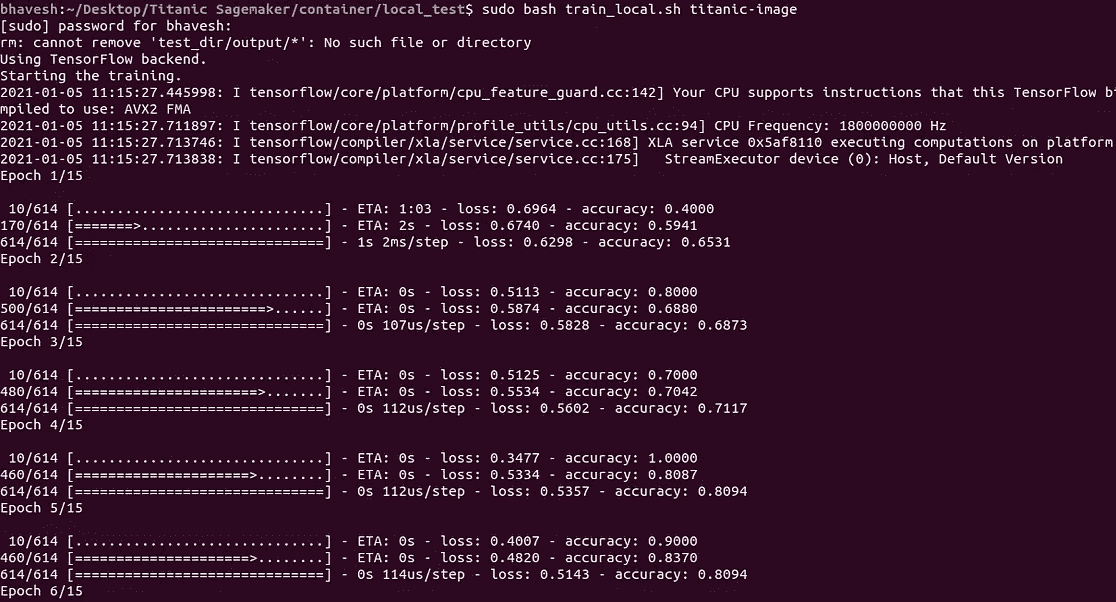 bhavesh:~/Desktop/Titanic Sagemaker/container/local_test$ sudo bash train_local.sh titanic-image
[sudo] password for bhavesh:
rm: cannot remove 'test_dir/output/*': No such file or directory
Using TensorFlow backend.
Starting the training.
2021-01-05 11:15:27.445998: I tensorflow/core/platform/cpu_feature_guard.cc:142] Your CPU supports instructions that this TensorFlow bi
mpiled to use: AVX2 FMA
2021-01-05 11:15:27.711897: I tensorflow/core/platform/profile_utils/cpu_utils.cc:94] CPU Frequency: 1800000000 Hz
2021-01-05 11:15:27.713746: I tensorflow/compiler/xla/service/service.cc:168] XLA service 0x5af8110 executing computations on platform
2021-01-05 11:15:27.713838: I tensorflow/compiler/xla/service/service.cc:175]   StreamExecutor device (0): Host, Default Version
Epoch 1/15
 10/614 [..............................] - ETA: 1:03 - loss: 0.6964 - accuracy: 0.4000
170/614 [=======>......................] - ETA: 2s - loss: 0.6740 - accuracy: 0.5941
614/614 [==============================] - 1s 2ms/step - loss: 0.6298 - accuracy: 0.6531
Epoch 2/15
 10/614 [..............................] - ETA: 0s - loss: 0.5113 - accuracy: 0.8000
500/614 [=======================>......] - ETA: 0s - loss: 0.5874 - accuracy: 0.6880
614/614 [==============================] - 0s 107us/step - loss: 0.5828 - accuracy: 0.6873
Epoch 3/15
 10/614 [..............................] - ETA: 0s - loss: 0.5125 - accuracy: 0.7000
480/614 [======================>.......] - ETA: 0s - loss: 0.5534 - accuracy: 0.7042
614/614 [==============================] - 0s 112us/step - loss: 0.5602 - accuracy: 0.7117
Epoch 4/15
 10/614 [..............................] - ETA: 0s - loss: 0.3477 - accuracy: 1.0000
460/614 [=====================>........] - ETA: 0s - loss: 0.5334 - accuracy: 0.8087
614/614 [==============================] - 0s 112us/step - loss: 0.5357 - accuracy: 0.8094
Epoch 5/15
 10/614 [..............................] - ETA: 0s - loss: 0.4007 - accuracy: 0.9000
460/614 [=====================>........] - ETA: 0s - loss: 0.4820 - accuracy: 0.8370
614/614 [==============================] - 0s 114us/step - loss: 0.5143 - accuracy: 0.8094
Epoch 6/15